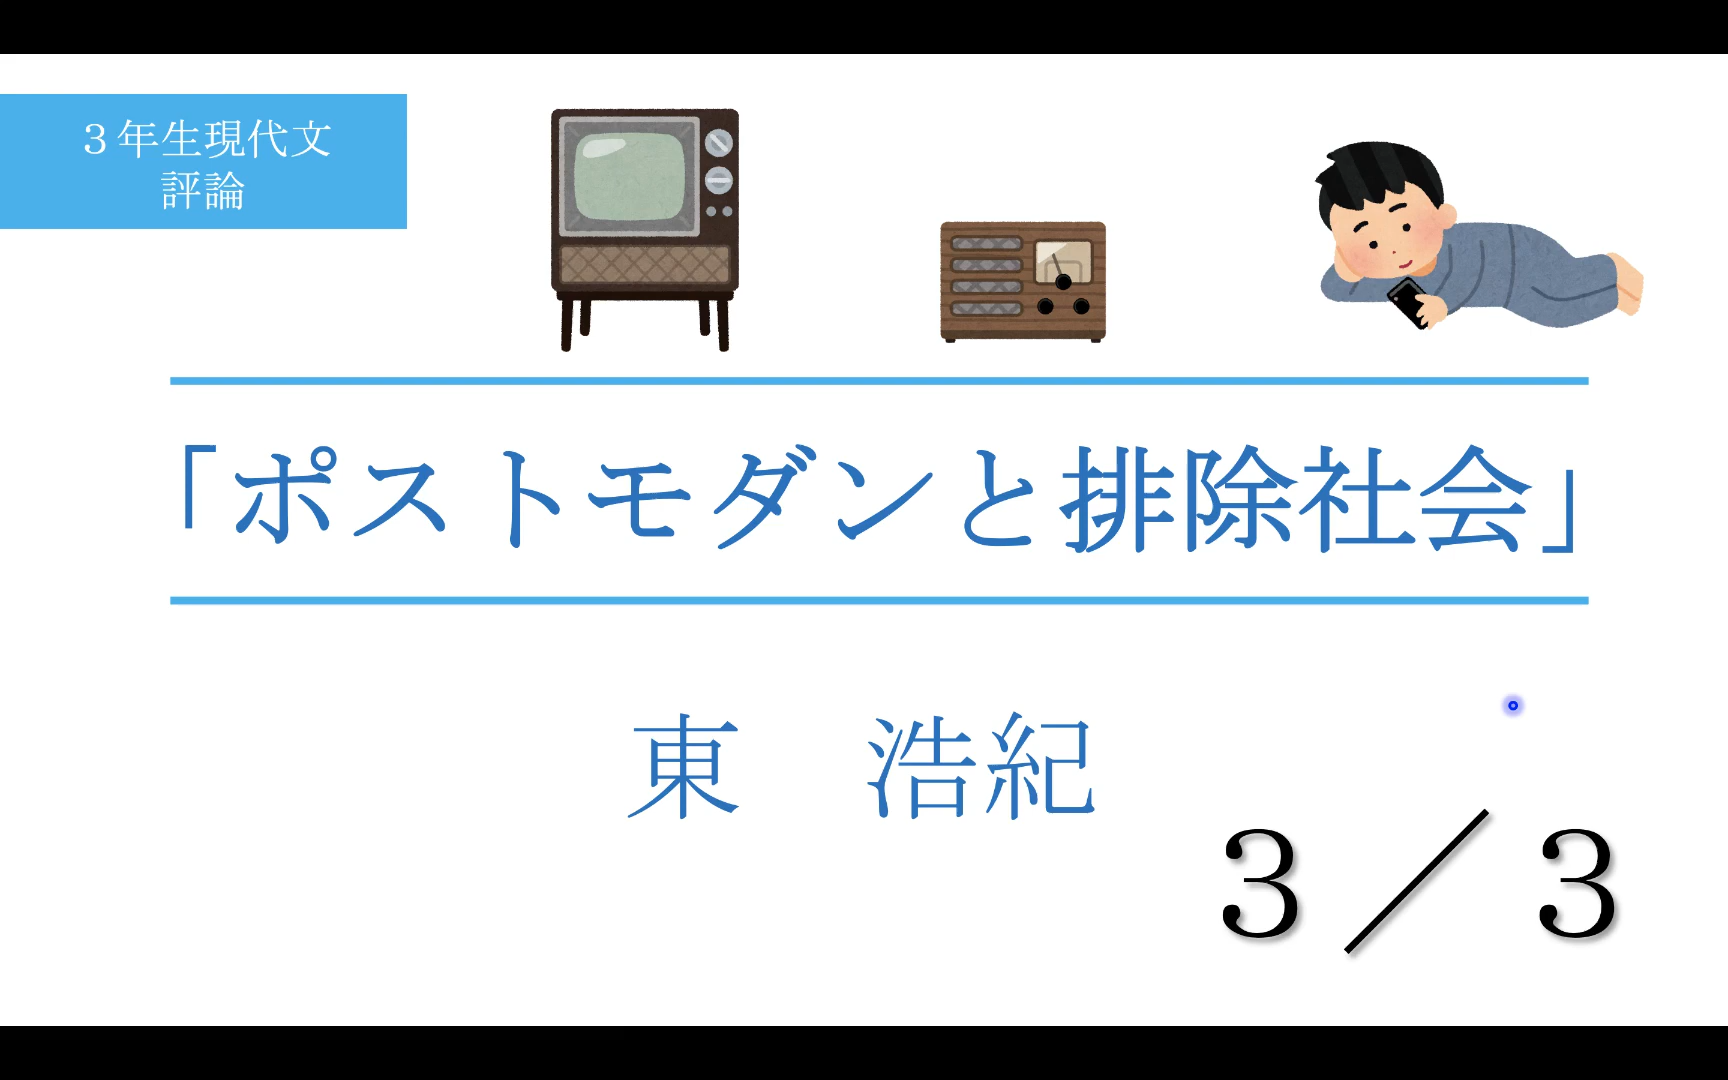 ３年生現代文
評論
「ポストモダンと排除社会」
東　浩紀
３／３